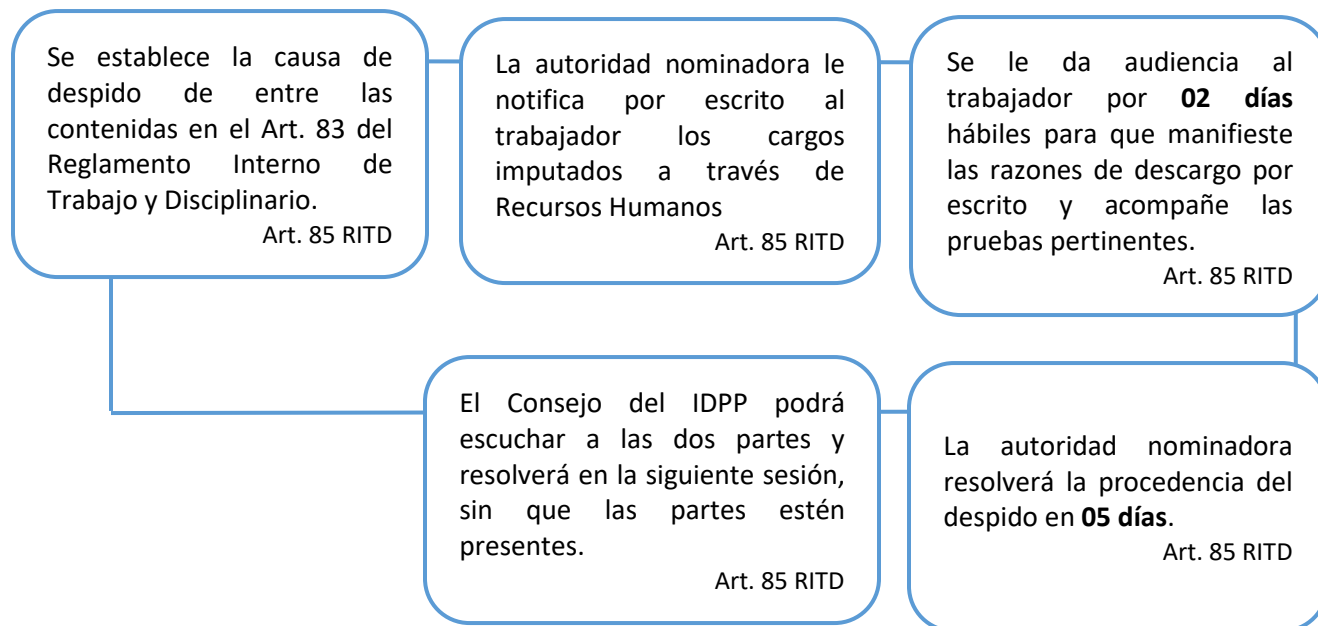 Se establece la causa de
despido de entre las
contenidas en el Art. 83 del
Reglamento Interno de
Trabajo y Disciplinario.
Art. 85 RITD
La autoridad nominadora le
notifica por escrito al
trabajador los cargos
imputados a través de
Recursos Humanos
Art. 85 RITD
Se le da audiencia al
trabajador por 02 días
hábiles para que manifieste
las razones de descargo por
escrito y acompañe las
pruebas pertinentes.
Art. 85 RITD
El Consejo del IDPP podrá
escuchar a las dos partes y
resolverá en la siguiente sesión,
sin que las partes estén
presentes.
Art. 85 RITD
La autoridad nominadora
resolverá la procedencia del
despido en 05 días.
Art. 85 RITD